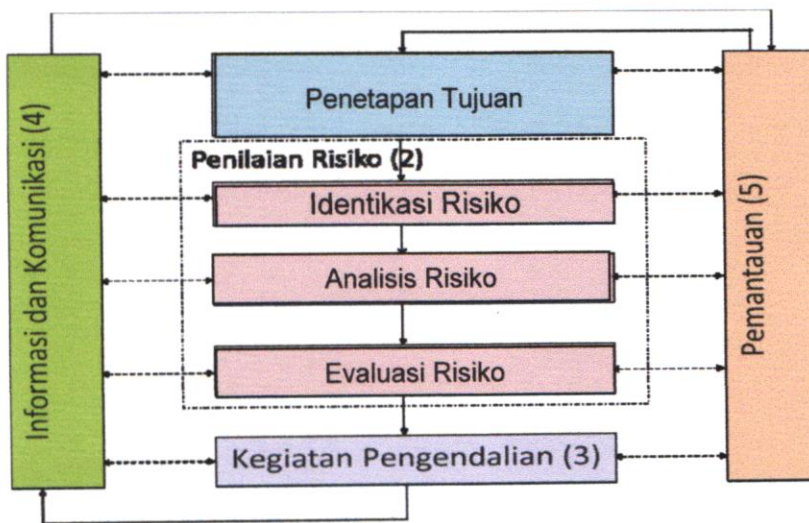 Penetapan Tujuan
Penilaian Risiko (2)
Identikasi Risiko
Analisis Risiko
Evaluasi Risiko
Kegiatan Pengendalian (3)
Informasi dan Komunikasi (4)
Pemantauan (5)